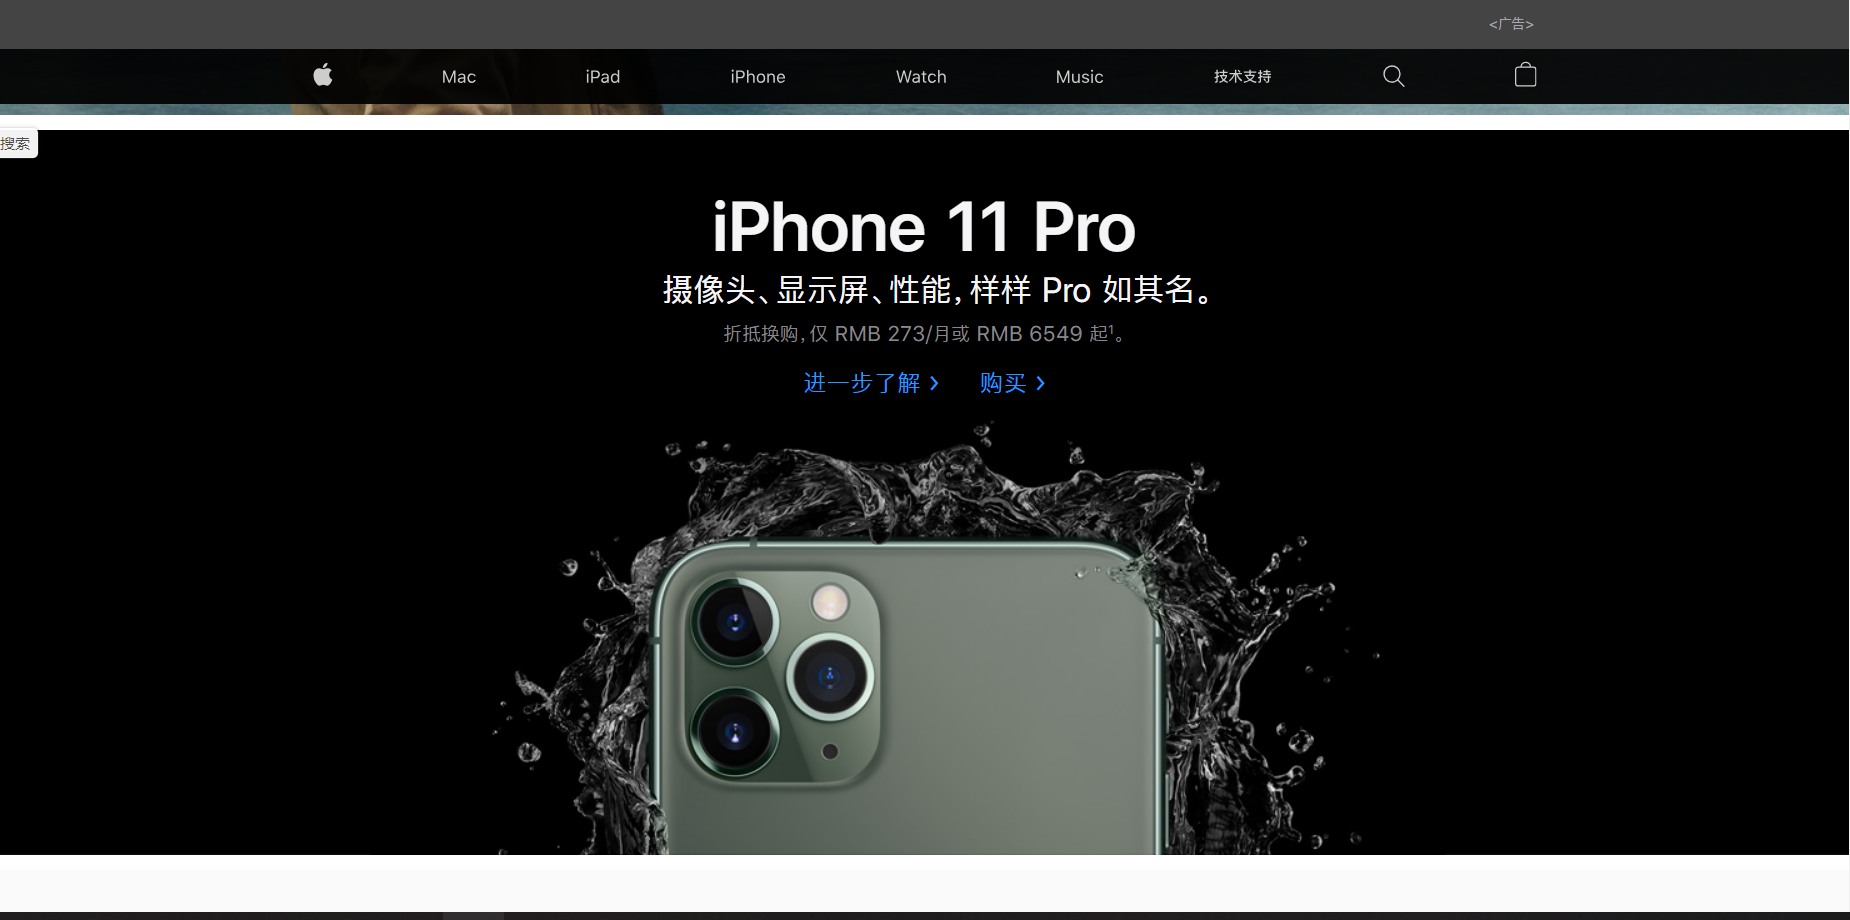 <广告>
Mac iPad iPhone Watch Music 技术支持
搜索
iPhone 11 Pro
摄像头、显示屏、性能，样样 Pro 如其名。
折抵换购，仅 RMB 273/月或 RMB 6549 起¹。
进一步了解 > 购买 >